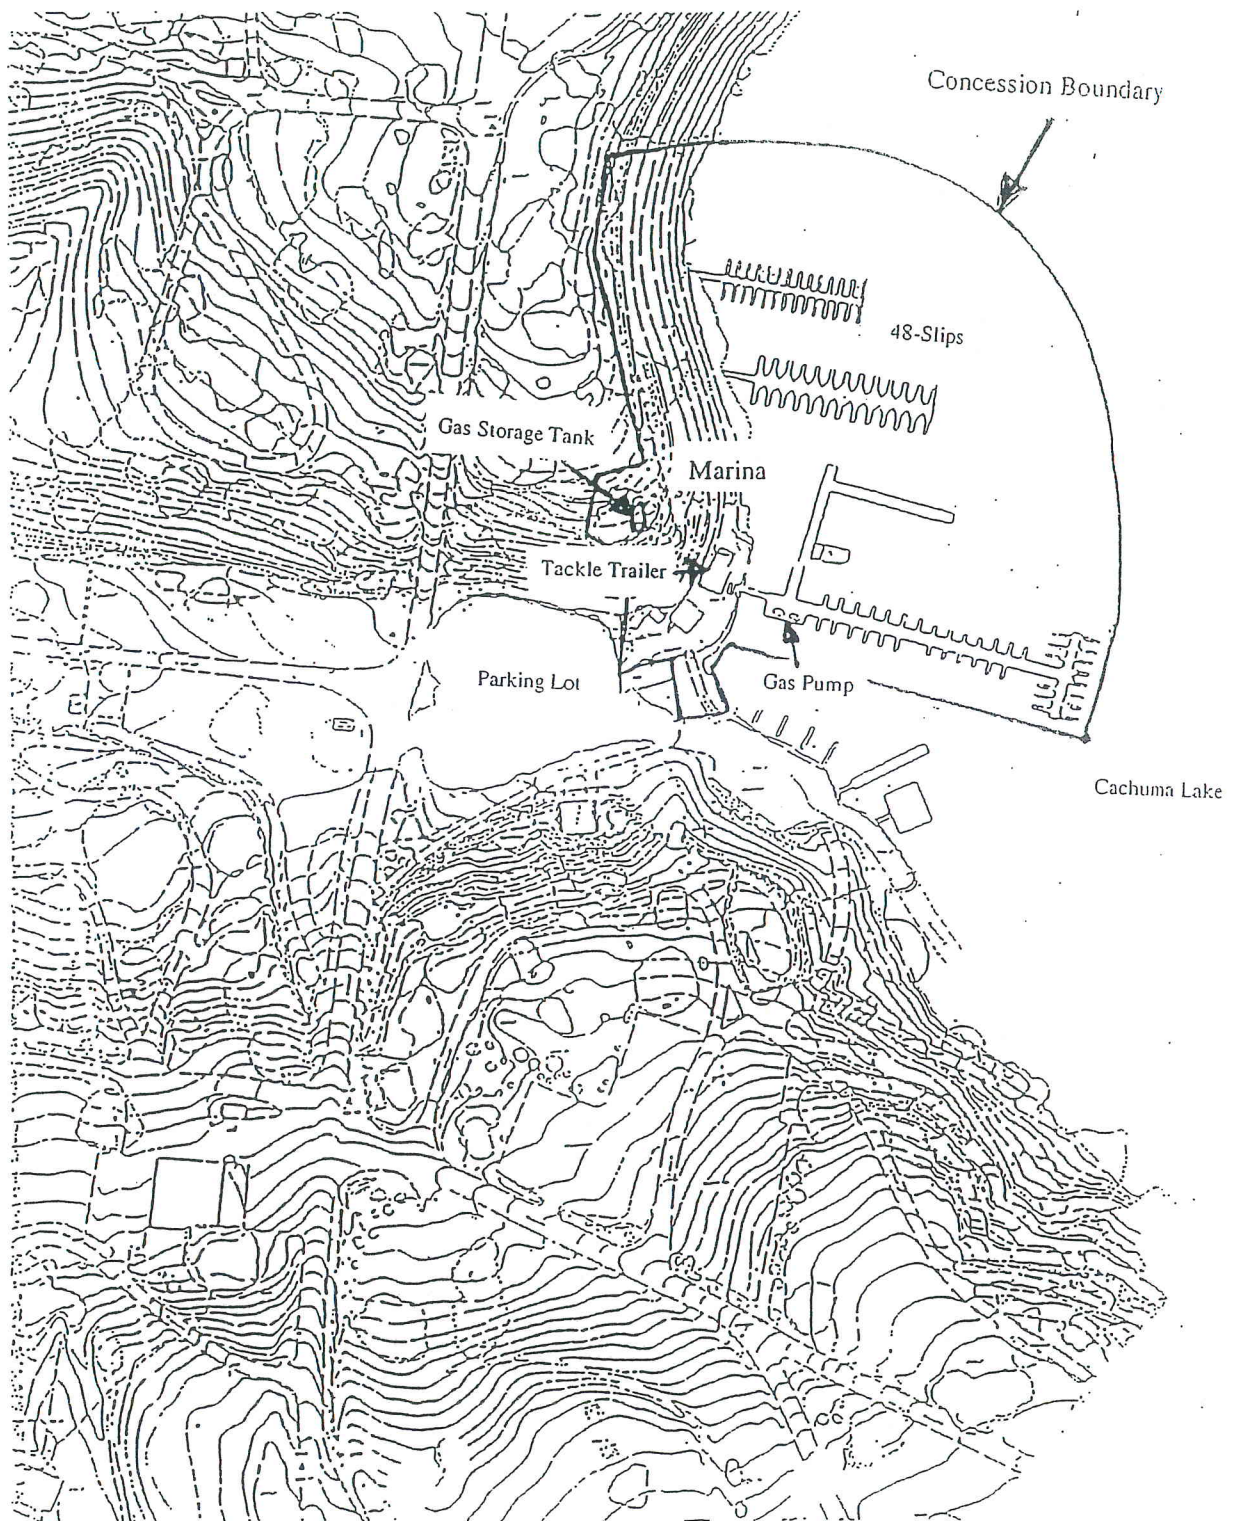 Concession Boundary
48-Slips
Gas Storage Tank
Marina
Tackle Trailer
Parking Lot
Gas Pump
Cachuma Lake